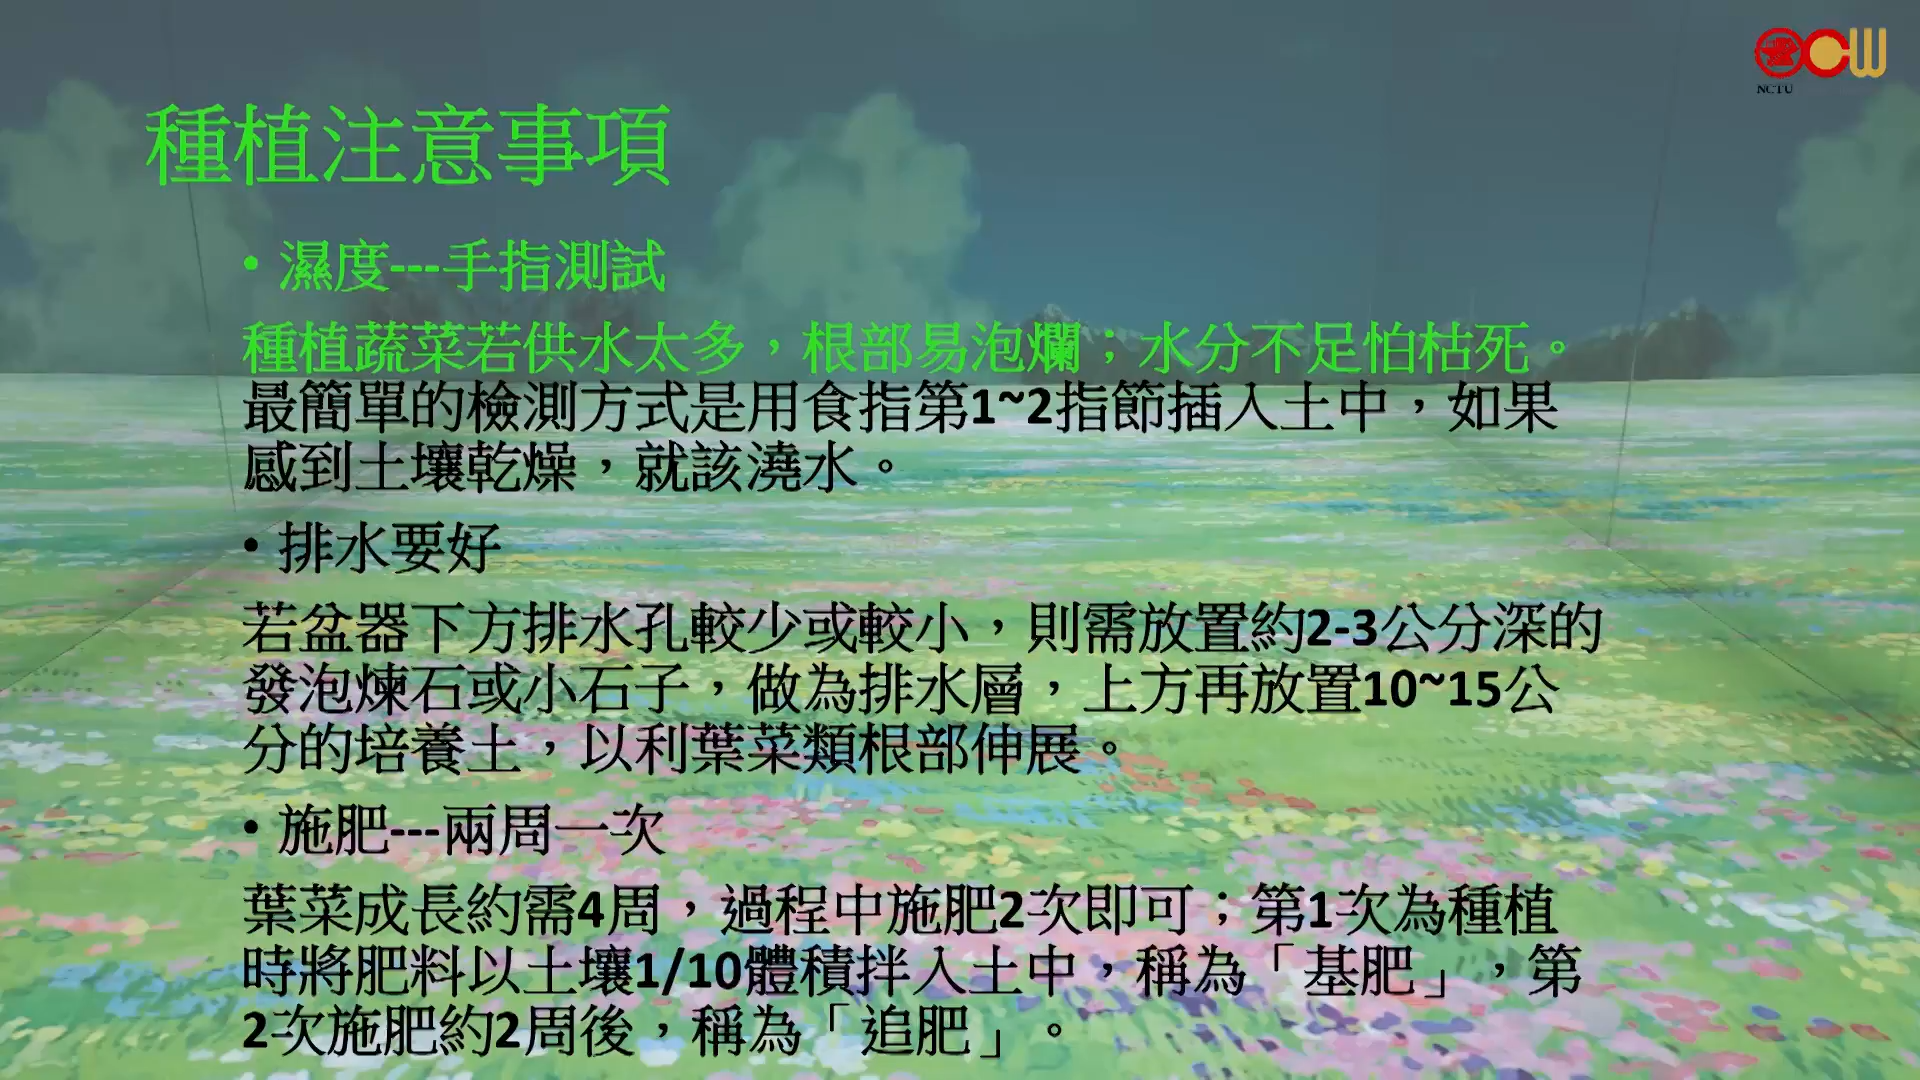 OCW
NCTU
種植注意事項
• 濕度---手指測試
種植蔬菜若供水太多，根部易泡爛；水分不足怕枯死。
最簡單的檢測方式是用食指第1~2指節插入土中，如果
感到土壤乾燥，就該澆水。
• 排水要好
若盆器下方排水孔較少或較小，則需放置約2-3公分深的
發泡煉石或小石子，做為排水層，上方再放置10~15公
分的培養土，以利葉菜類根部伸展。
• 施肥---兩周一次
葉菜成長約需4周，過程中施肥2次即可；第1次為種植
時將肥料以土壤1/10體積拌入土中，稱為「基肥」，第
2次施肥約2周後，稱為「追肥」。